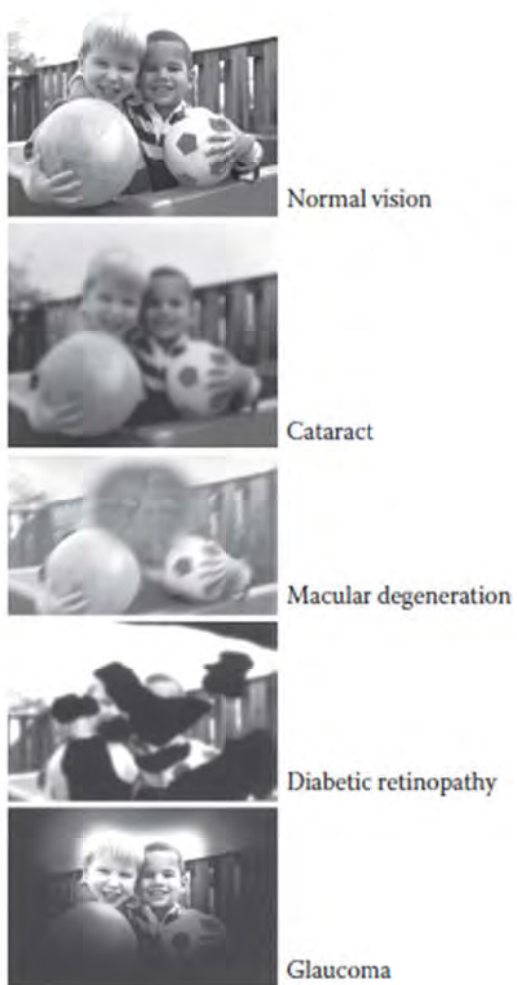 Normal vision
Cataract
Macular degeneration
Diabetic retinopathy
Glaucoma